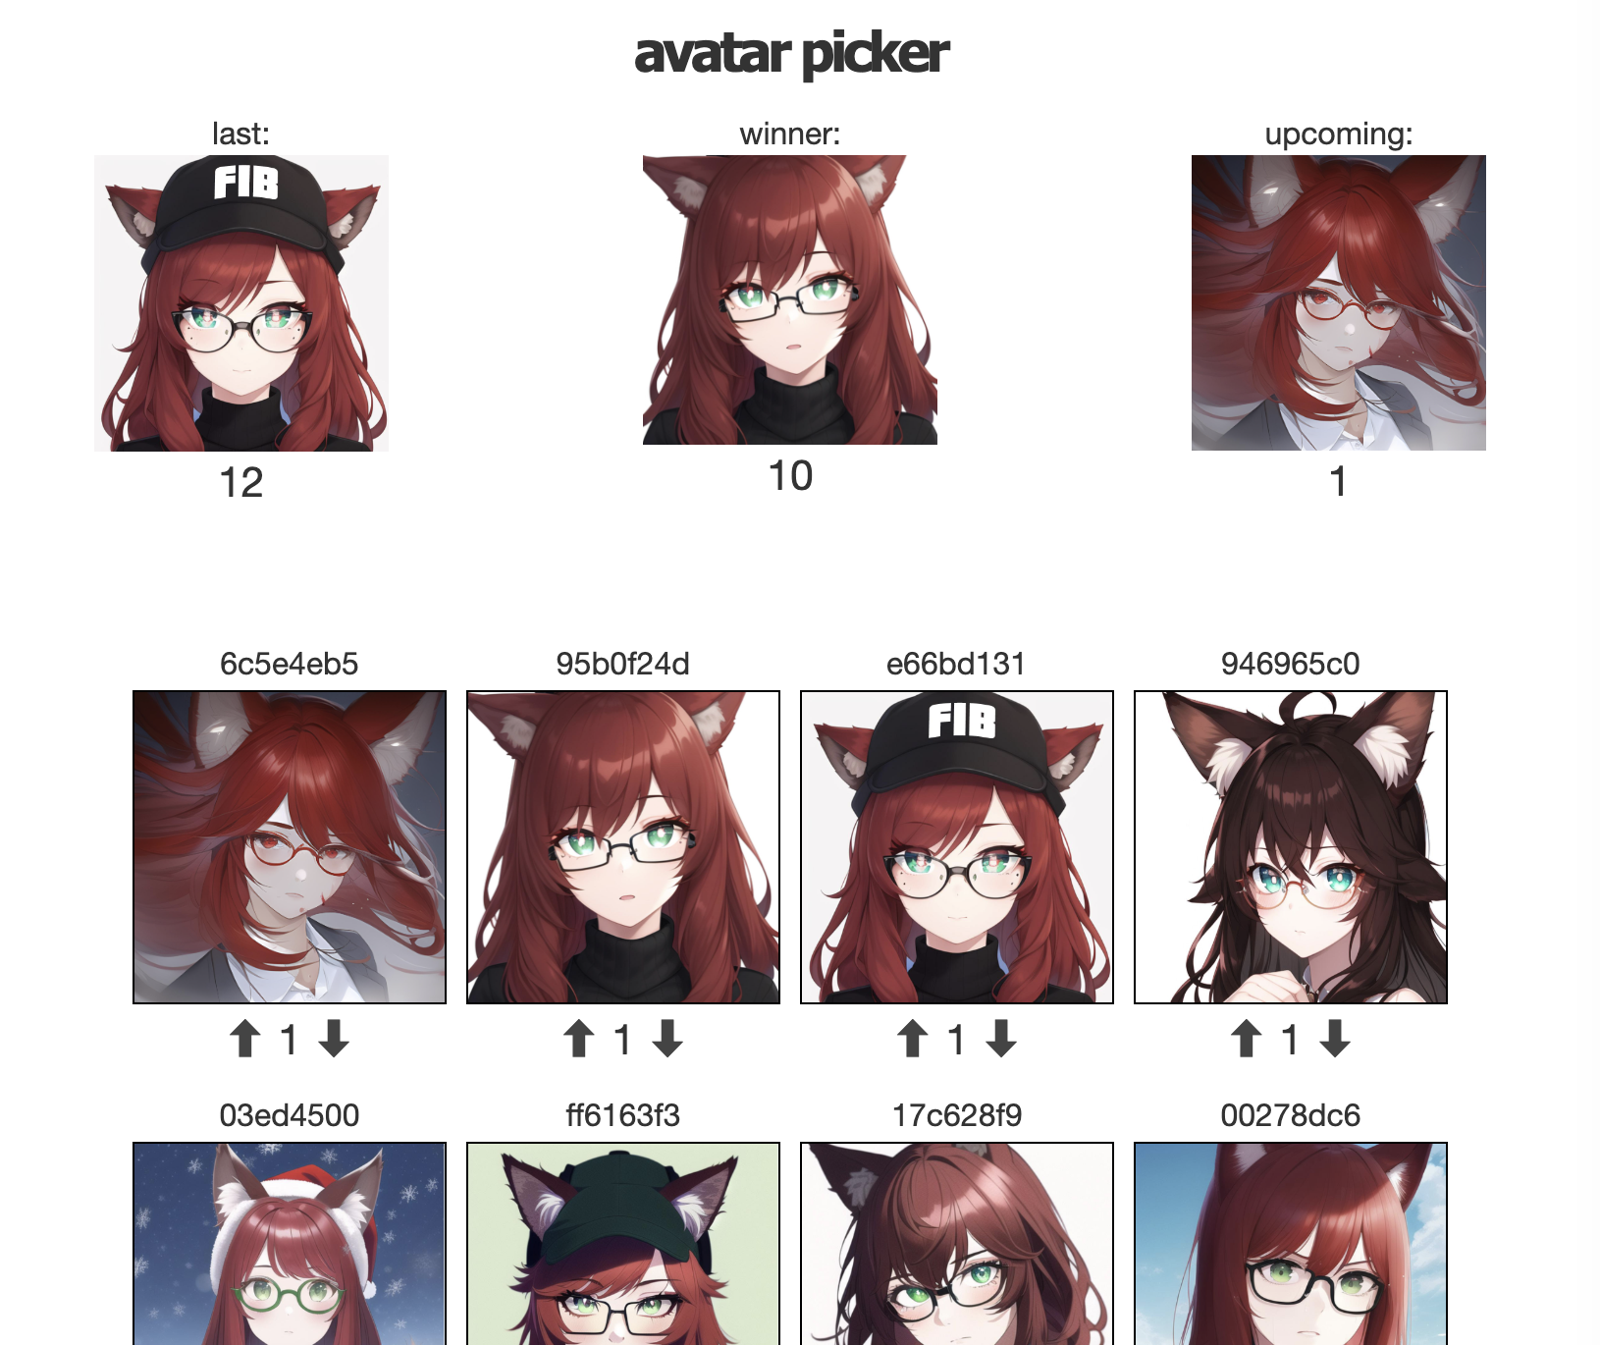 avatar picker
last:
winner:
upcoming:
FIB
12
10
1
6c5e4eb5
95b0f24d
e66bd131
946965c0
FIB
1
1
1
1
03ed4500
ff6163f3
17c628f9
00278dc6